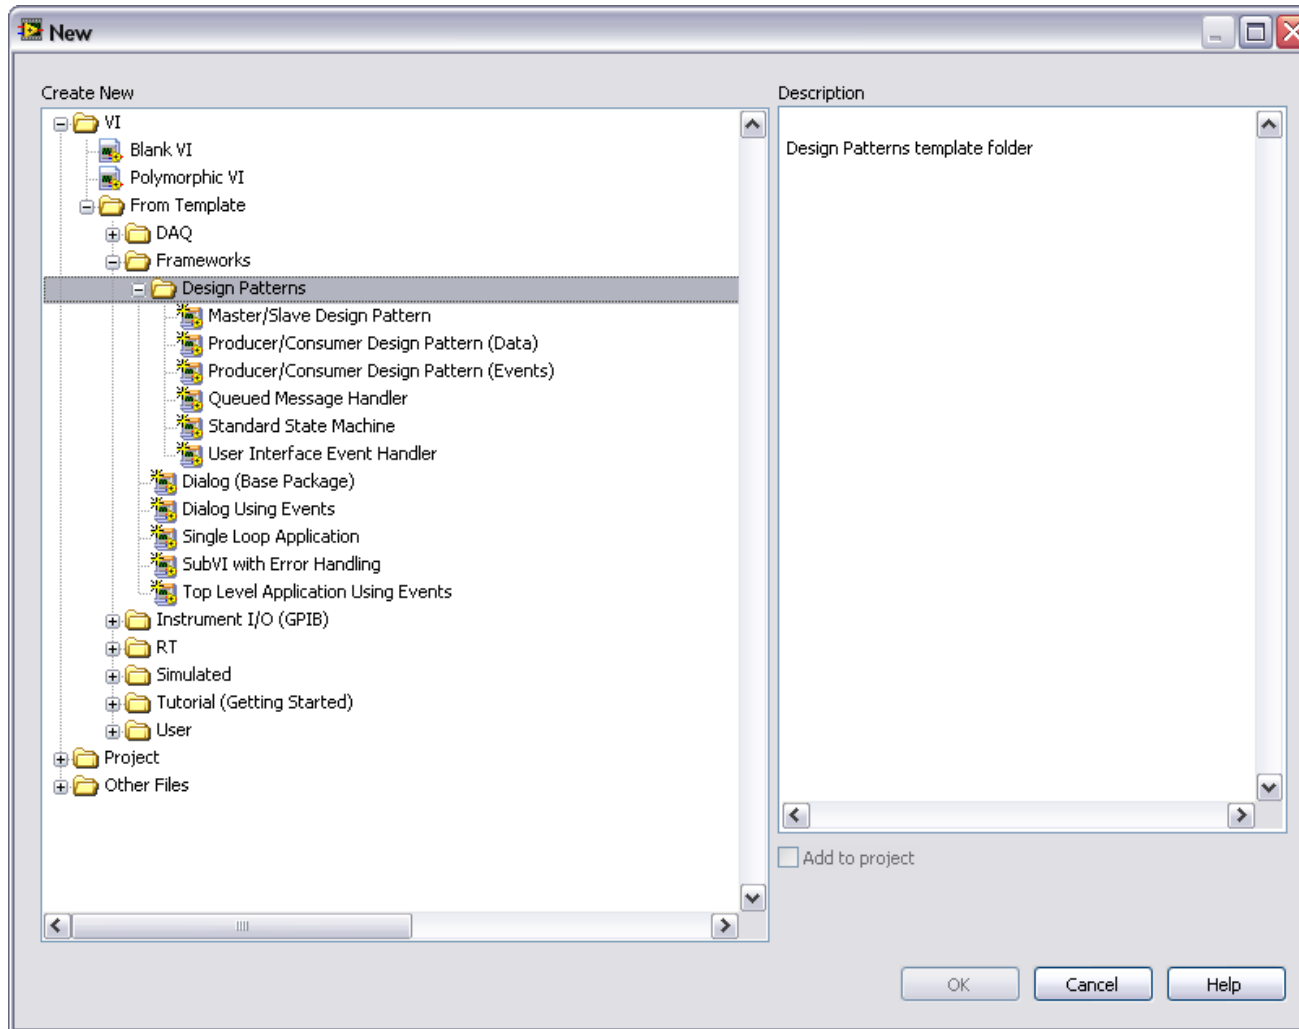 New
Create New
VI
Blank VI
Polymorphic VI
From Template
DAQ
Frameworks
Design Patterns
Master/Slave Design Pattern
Producer/Consumer Design Pattern (Data)
Producer/Consumer Design Pattern (Events)
Queued Message Handler
Standard State Machine
User Interface Event Handler
Dialog (Base Package)
Dialog Using Events
Single Loop Application
SubVI with Error Handling
Top Level Application Using Events
Instrument I/O (GPIB)
RT
Simulated
Tutorial (Getting Started)
User
Project
Other Files
Description
Design Patterns template folder
Add to project
OK Cancel Help